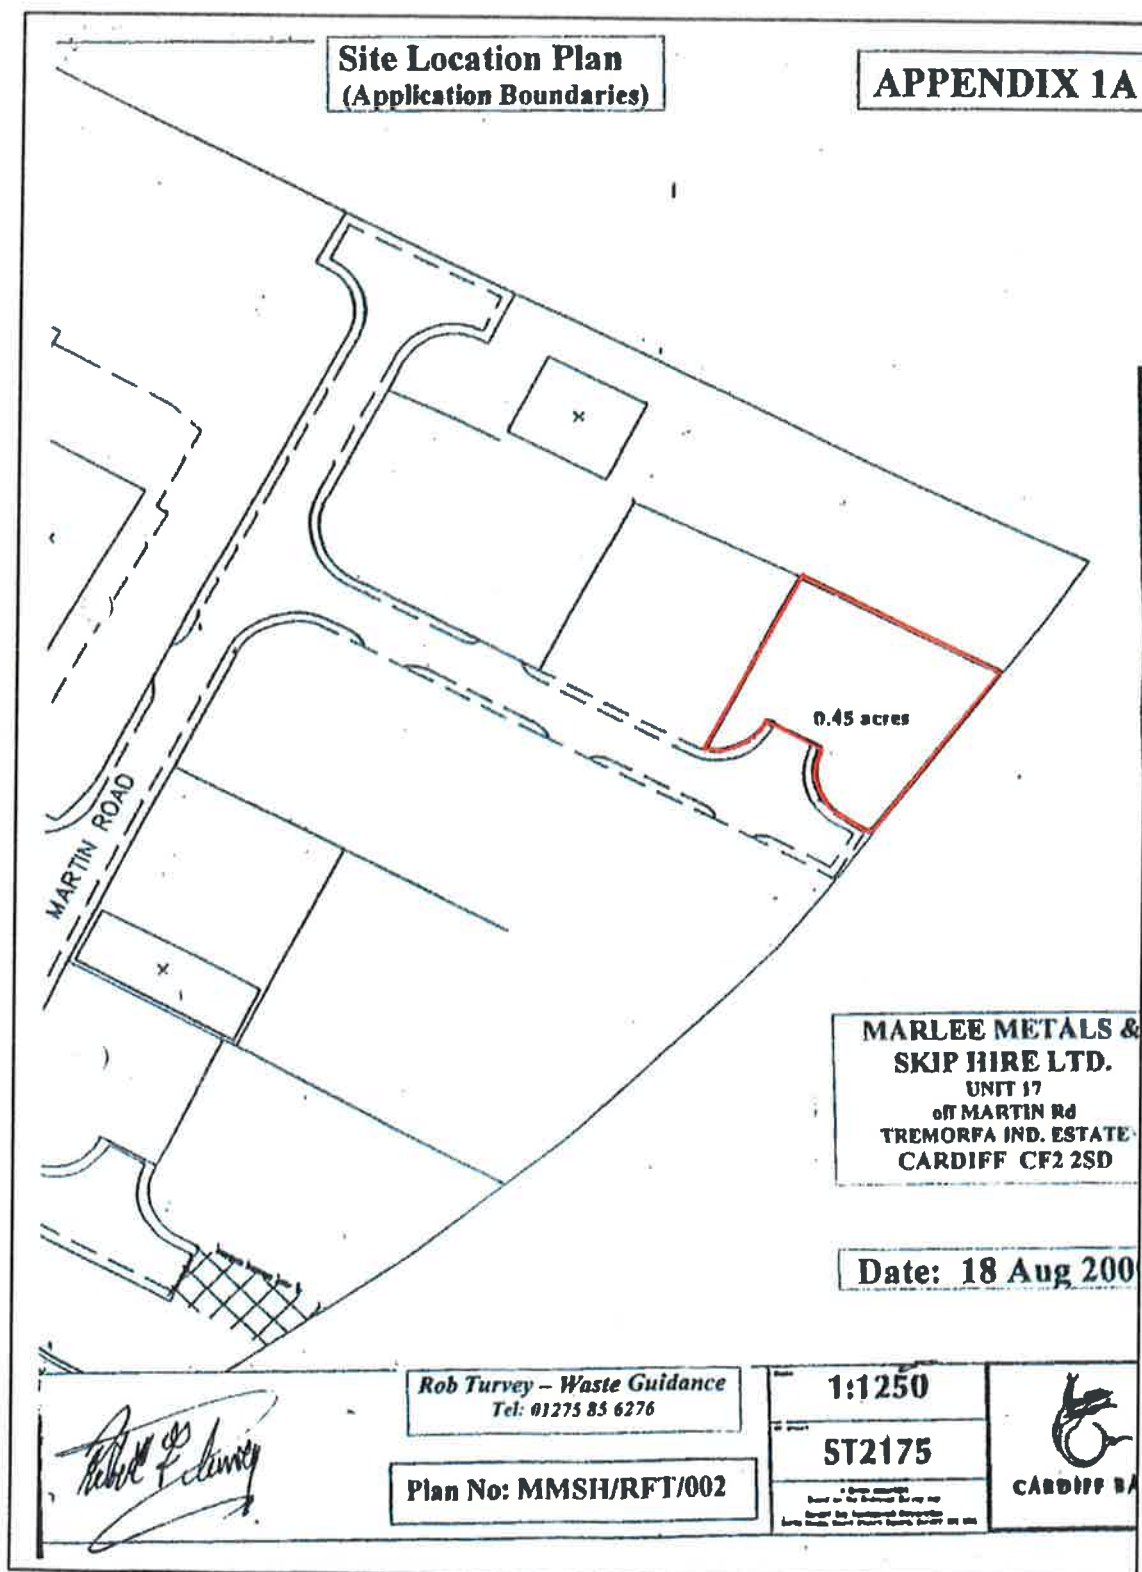 Site Location Plan
(Application Boundaries)
APPENDIX 1A
0.45 acres
MARTIN ROAD
MARLEE METALS &
SKIP HIRE LTD.
UNIT 17
off MARTIN Rd
TREMORFA IND. ESTATE
CARDIFF CF2 2SD
Date: 18 Aug 200
Rob Turvey – Waste Guidance
Tel: 01275 85 6276
Plan No: MMSH/RFT/002
1:1250
ST2175
CARDIFF BA